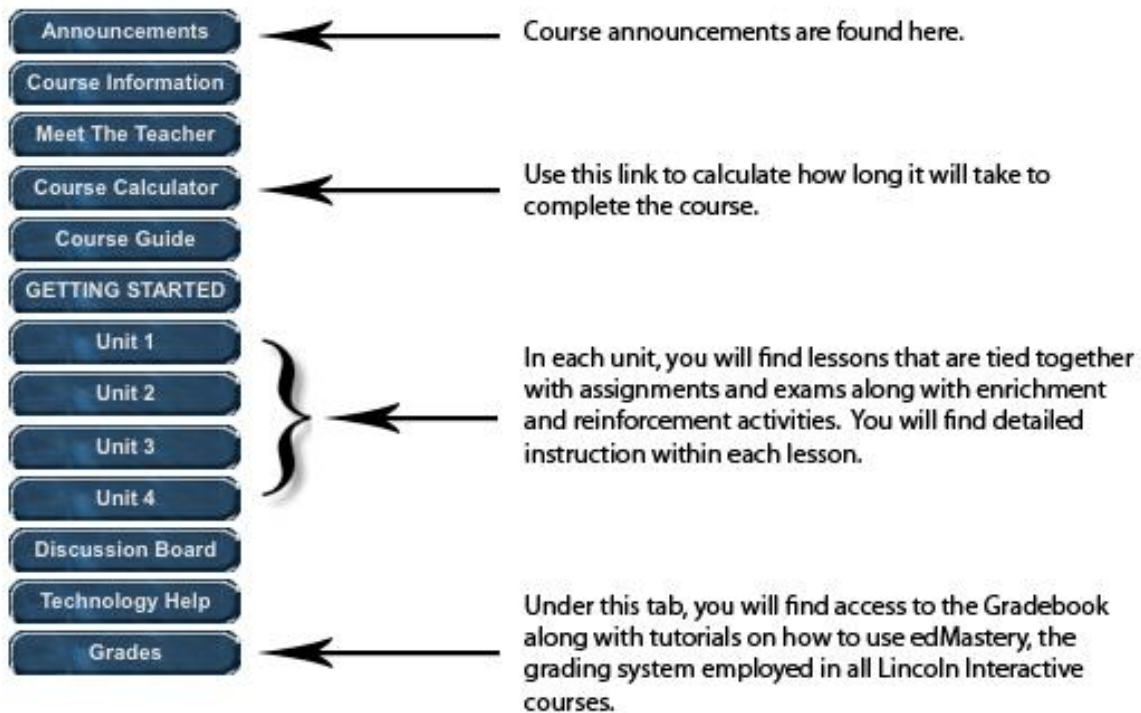 Announcements
Course announcements are found here.
Course Information
Meet The Teacher
Course Calculator
Use this link to calculate how long it will take to
complete the course.
Course Guide
GETTING STARTED
Unit 1
Unit 2
Unit 3
Unit 4
In each unit, you will find lessons that are tied together
with assignments and exams along with enrichment
and reinforcement activities. You will find detailed
instruction within each lesson.
Discussion Board
Technology Help
Grades
Under this tab, you will find access to the Gradebook
along with tutorials on how to use edMastery, the
grading system employed in all Lincoln Interactive
courses.